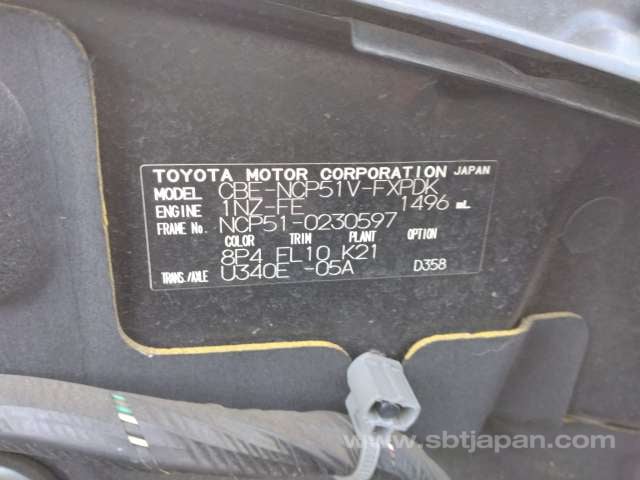 TOYOTA MOTOR CORPORATION JAPAN
MODEL CBE-NCP51V-FXPDK
ENGINE 1NZ-FE 1496 mL
FRAME No. NCP51-0230597
COLOR TRIM PLANT OPTION
8P4 FL10 K21
TRANS./AXLE U340E -05A D358
www.sbtjapan.com